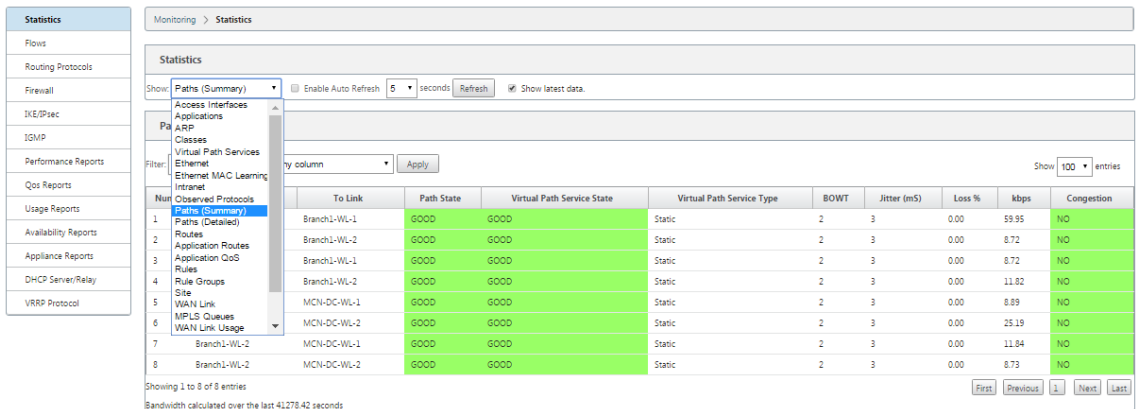 Statistics
Flows
Routing Protocols
Firewall
IKE/IPsec
IGMP
Performance Reports
Qos Reports
Usage Reports
Availability Reports
Appliance Reports
DHCP Server/Relay
VRRP Protocol
Monitoring > Statistics
Statistics
Show: Paths (Summary) Enable Auto Refresh 5 seconds Refresh Show latest data.
Access Interfaces
Applications
ARP
Classes
Virtual Path Services
Ethernet
Ethernet MAC Learning
Intranet
Observed Protocols
Paths (Summary)
Paths (Detailed)
Routes
Application Routes
Application QoS
Rules
Rule Groups
Site
WAN Link
MPLS Queues
WAN Link Usage
Pa
Filter: ny column Apply Show 100 entries
Num To Link Path State Virtual Path Service State Virtual Path Service Type BOWT Jitter (mS) Loss % kbps Congestion
1 Branch1-WL-1 GOOD GOOD Static 2 3 0.00 59.95 NO
2 Branch1-WL-2 GOOD GOOD Static 2 3 0.00 8.72 NO
3 Branch1-WL-1 GOOD GOOD Static 2 3 0.00 8.72 NO
4 Branch1-WL-2 GOOD GOOD Static 2 3 0.00 11.82 NO
5 MCN-DC-WL-1 GOOD GOOD Static 2 3 0.00 8.89 NO
6 MCN-DC-WL-2 GOOD GOOD Static 2 3 0.00 25.19 NO
7 Branch1-WL-2 MCN-DC-WL-1 GOOD GOOD Static 2 3 0.00 11.84 NO
8 Branch1-WL-2 MCN-DC-WL-2 GOOD GOOD Static 2 3 0.00 8.73 NO
Showing 1 to 8 of 8 entries First Previous 1 Next Last
Bandwidth calculated over the last 41278.42 seconds